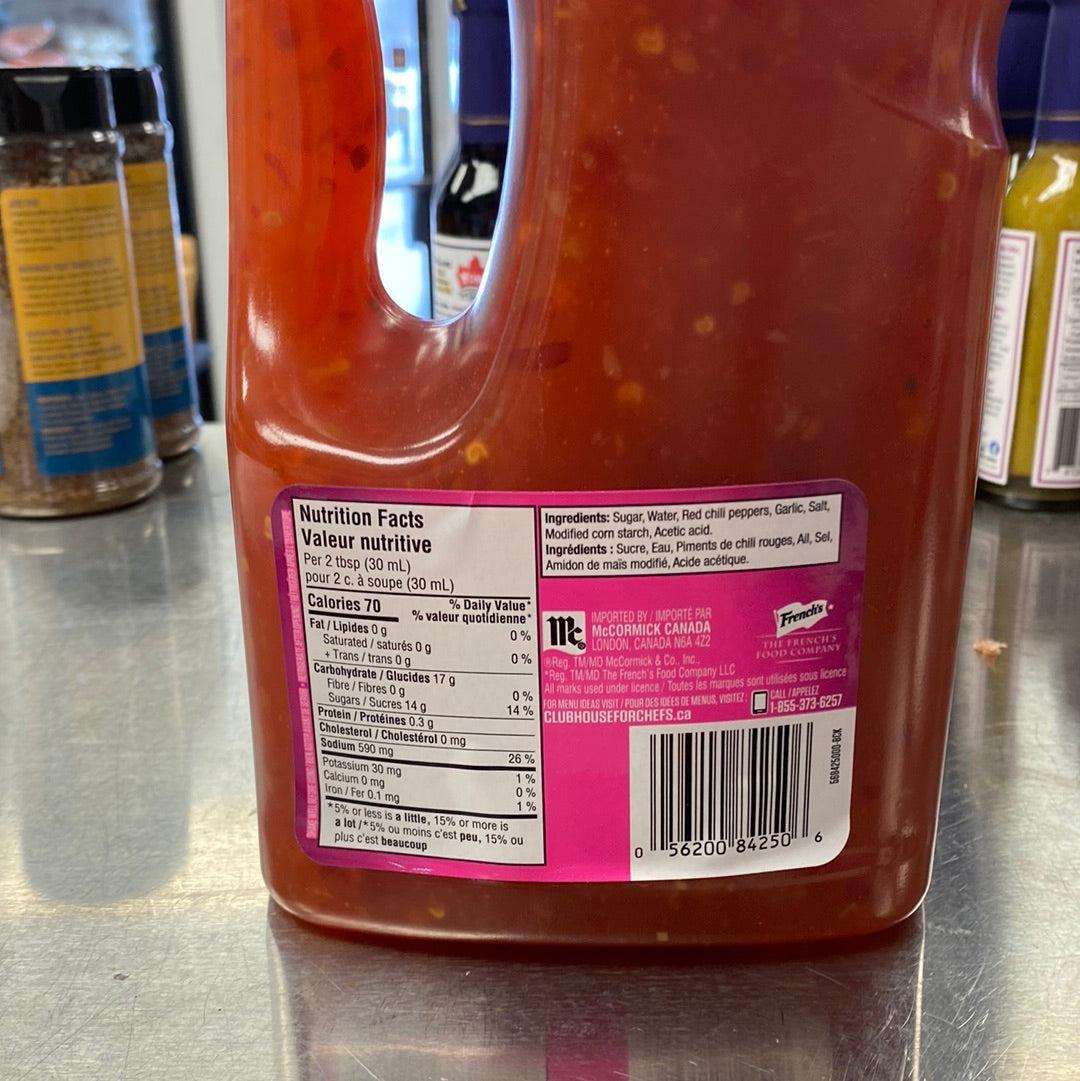 Nutrition Facts
Valeur nutritive
Per 2 tbsp (30 mL)
pour 2 c. à soupe (30 mL)
Calories 70
% Daily Value*
% valeur quotidienne*
Fat / Lipides 0 g 0 %
Saturated / saturés 0 g
+ Trans / trans 0 g 0 %
Carbohydrate / Glucides 17 g
Fibre / Fibres 0 g 0 %
Sugars / Sucres 14 g 14 %
Protein / Protéines 0.3 g
Cholesterol / Cholestérol 0 mg
Sodium 590 mg 26 %
Potassium 30 mg 1 %
Calcium 0 mg 0 %
Iron / Fer 0.1 mg 1 %
*5% or less is a little, 15% or more is
a lot /*5% ou moins c'est peu, 15% ou
plus c'est beaucoup
Ingredients: Sugar, Water, Red chili peppers, Garlic, Salt,
Modified corn starch, Acetic acid.
Ingrédients : Sucre, Eau, Piments de chili rouges, Ail, Sel,
Amidon de maïs modifié, Acide acétique.
Mc®
IMPORTED BY / IMPORTÉ PAR
McCORMICK CANADA
LONDON, CANADA N6A 4Z2
French's
THE FRENCH'S
FOOD COMPANY
®Reg. TM/MD McCormick & Co., Inc.,
*Reg. TM/MD The French's Food Company LLC
All marks used under licence / Toutes les marques sont utilisées sous licence
FOR MENU IDEAS VISIT / POUR DES IDÉES DE MENUS, VISITEZ :
CLUBHOUSEFORCHEFS.ca
CALL / APPELEZ
1-855-373-6257
568425000-BCK
0 56200 84250 6